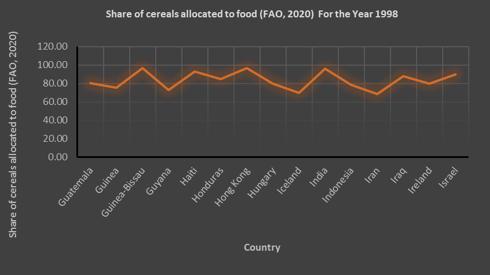 Share of cereals allocated to food (FAO, 2020)  For the Year 1998
Share of cereals allocated to food (FAO, 2020)
120.00
100.00
80.00
60.00
40.00
20.00
0.00
Guatemala
Guinea
Guinea-Bissau
Guyana
Haiti
Honduras
Hong Kong
Hungary
Iceland
India
Indonesia
Iran
Iraq
Ireland
Israel
Country